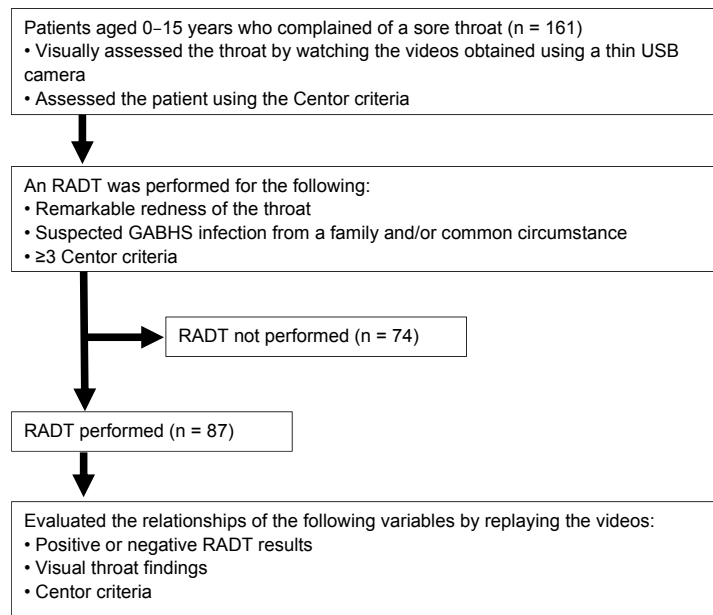 Patients aged 0–15 years who complained of a sore throat (n = 161)
• Visually assessed the throat by watching the videos obtained using a thin USB
camera
• Assessed the patient using the Centor criteria
An RADT was performed for the following:
• Remarkable redness of the throat
• Suspected GABHS infection from a family and/or common circumstance
• ≥3 Centor criteria
RADT not performed (n = 74)
RADT performed (n = 87)
Evaluated the relationships of the following variables by replaying the videos:
• Positive or negative RADT results
• Visual throat findings
• Centor criteria